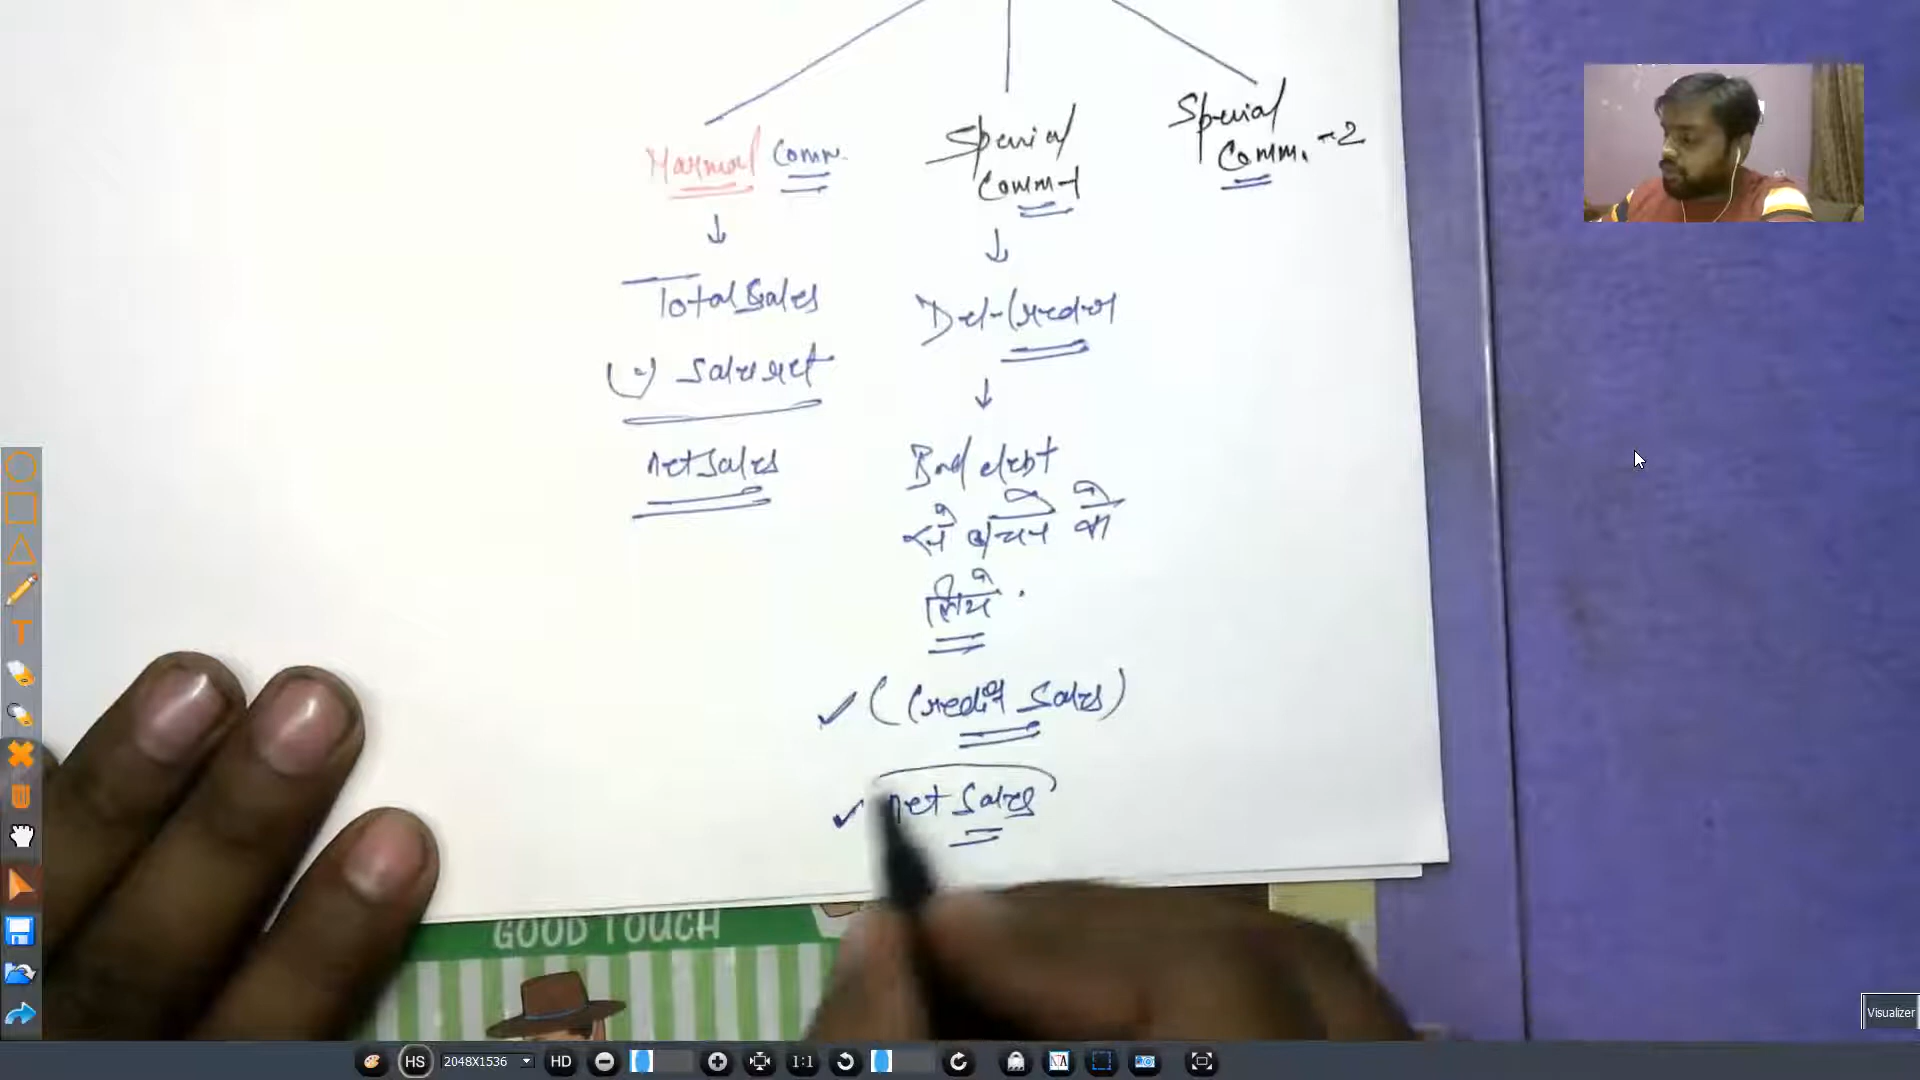 Normal Comm.
↓
Total Sales
(-) Sales ret
net Sales
Special
Comm-1
↓
Del-Credere
↓
Bad debt
से बचने के
लिये.
✓ (Credit Sales)
✓ net Sales
Special
Comm. -2
GOOD TOUCH
T
Visualizer
HS
2048X1536
HD
1:1